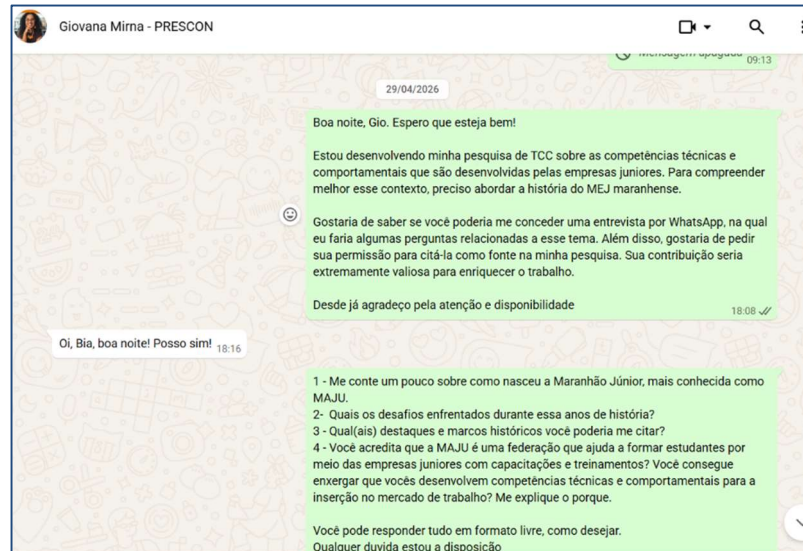 Giovana Mirna - PRESCON
Mensagem apagada 09:13
29/04/2026
Boa noite, Gio. Espero que esteja bem!
Estou desenvolvendo minha pesquisa de TCC sobre as competências técnicas e
comportamentais que são desenvolvidas pelas empresas juniores. Para compreender
melhor esse contexto, preciso abordar a história do MEJ maranhense.
Gostaria de saber se você poderia me conceder uma entrevista por WhatsApp, na qual
eu faria algumas perguntas relacionadas a esse tema. Além disso, gostaria de pedir
sua permissão para citá-la como fonte na minha pesquisa. Sua contribuição seria
extremamente valiosa para enriquecer o trabalho.
Desde já agradeço pela atenção e disponibilidade
18:08
Oi, Bia, boa noite! Posso sim! 18:16
1 - Me conte um pouco sobre como nasceu a Maranhão Júnior, mais conhecida como
MAJU.
2- Quais os desafios enfrentados durante essa anos de história?
3 - Qual(ais) destaques e marcos históricos você poderia me citar?
4 - Você acredita que a MAJU é uma federação que ajuda a formar estudantes por
meio das empresas juniores com capacitações e treinamentos? Você consegue
enxergar que vocês desenvolvem competências técnicas e comportamentais para a
inserção no mercado de trabalho? Me explique o porque.
Você pode responder tudo em formato livre, como desejar.
Qualquer duvida estou a disposição